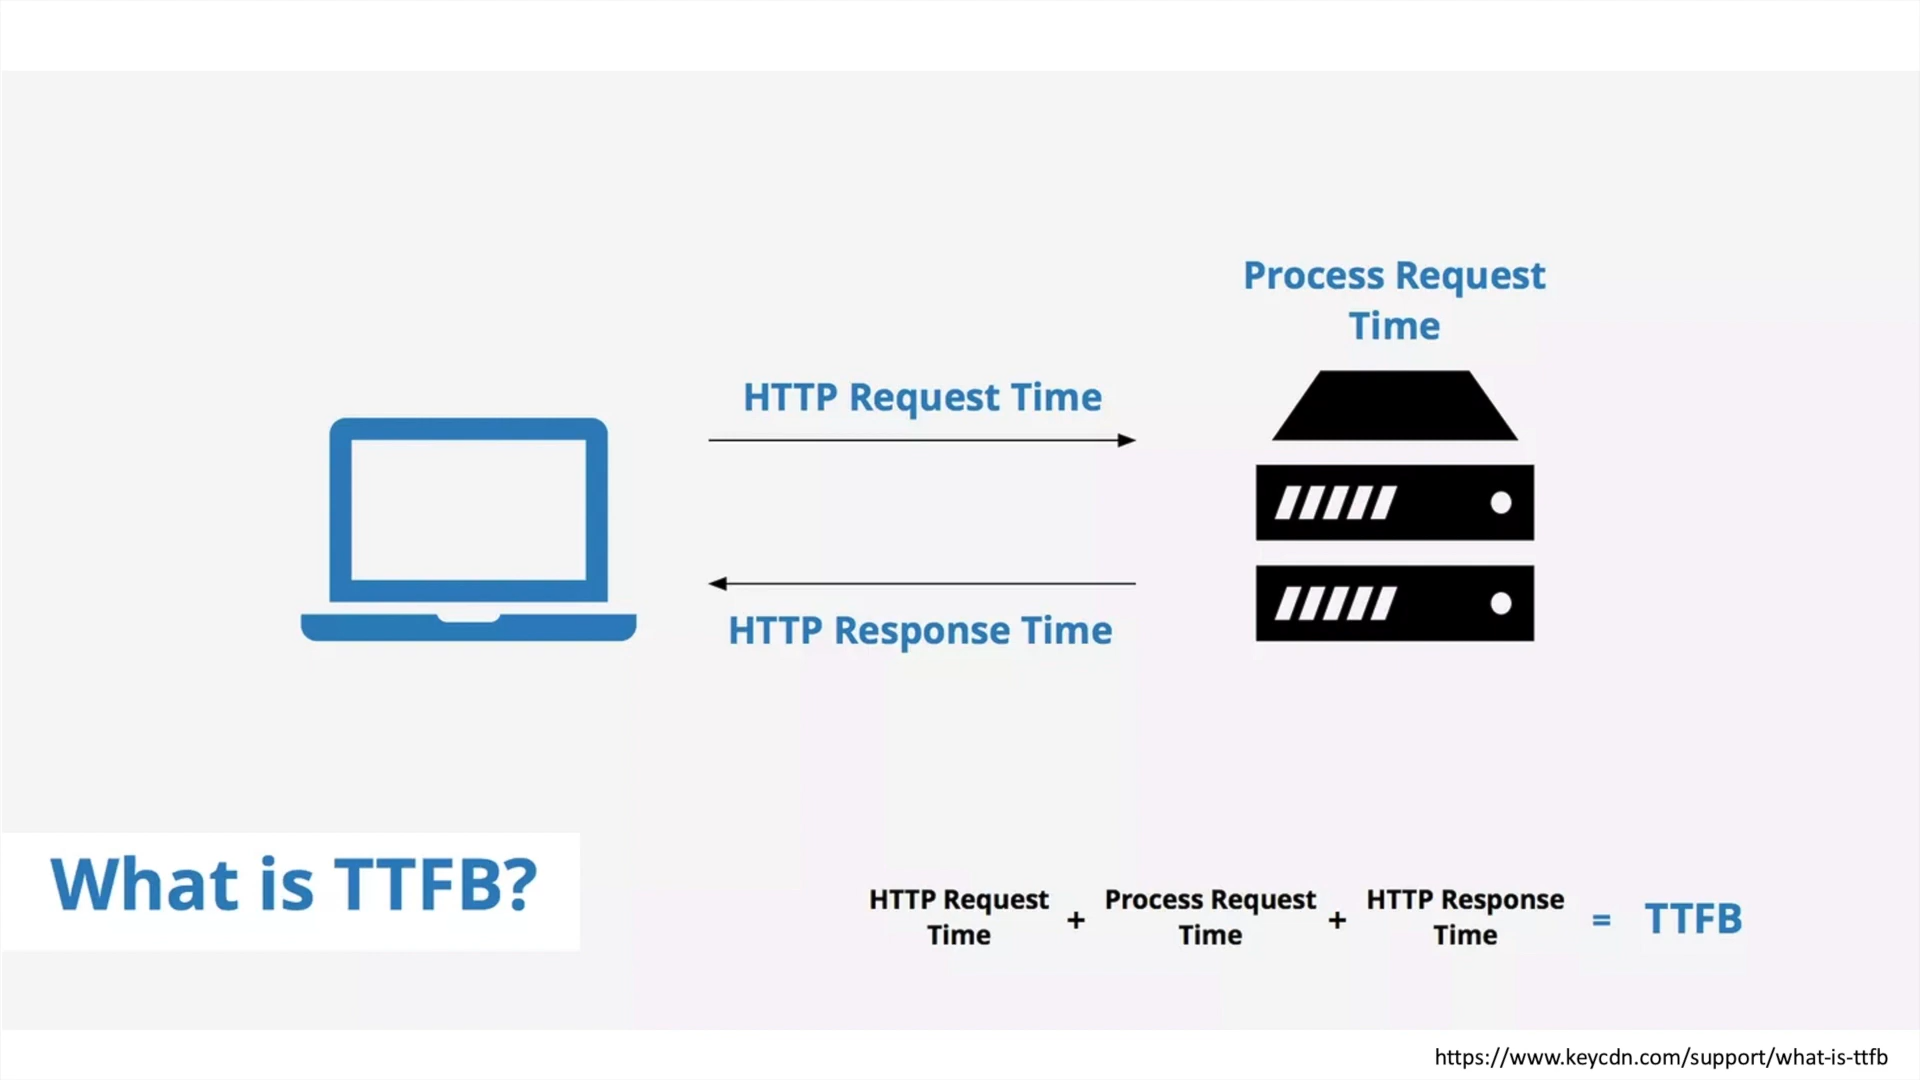 Process Request
Time
HTTP Request Time
HTTP Response Time
What is TTFB?
HTTP Request Time + Process Request Time + HTTP Response Time = TTFB
https://www.keycdn.com/support/what-is-ttfb